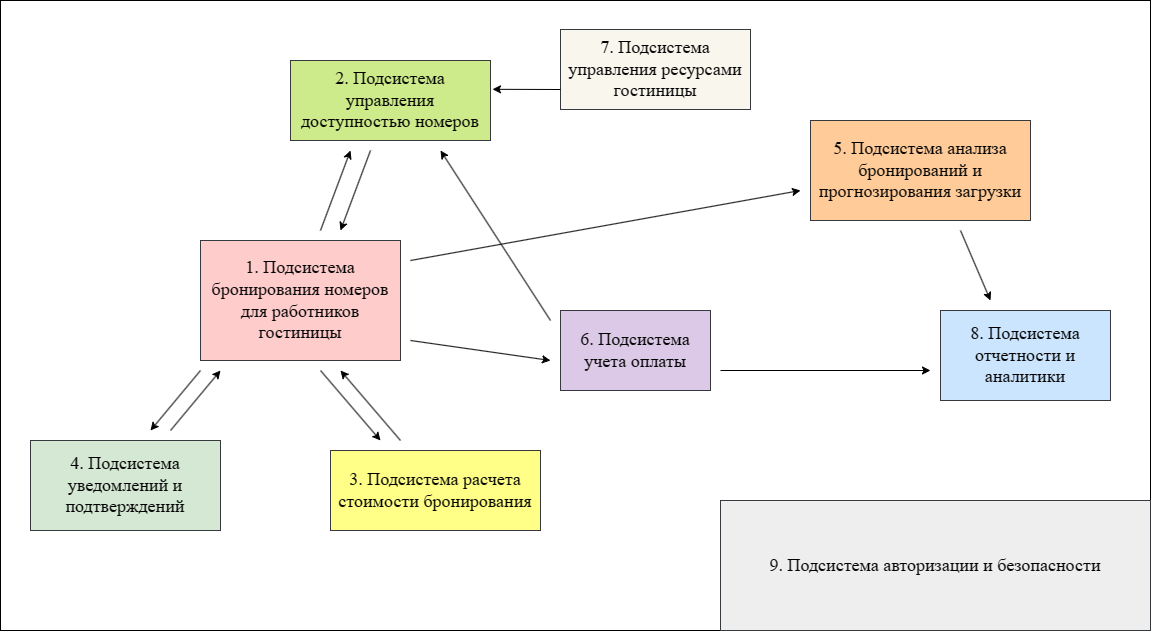 7. Подсистема
управления ресурсами
гостиницы
2. Подсистема
управления
доступностью номеров
5. Подсистема анализа
бронирований и
прогнозирования загрузки
1. Подсистема
бронирования номеров
для работников
гостиницы
6. Подсистема
учета оплаты
8. Подсистема
отчетности и
аналитики
4. Подсистема
уведомлений и
подтверждений
3. Подсистема расчета
стоимости бронирования
9. Подсистема авторизации и безопасности